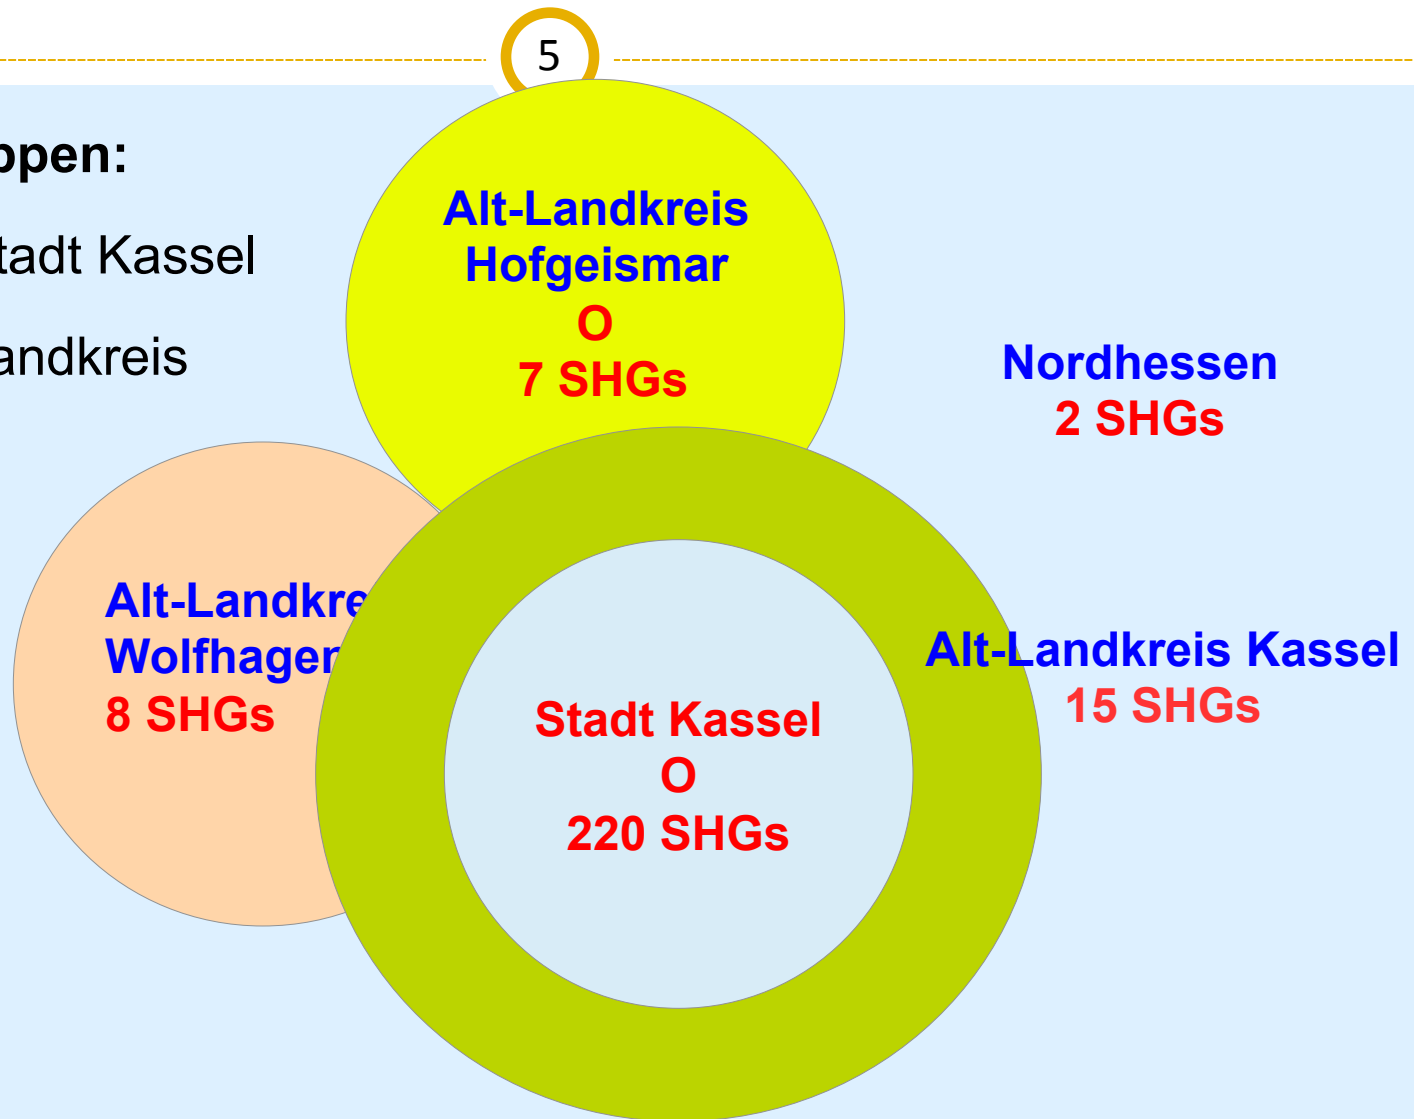 5
ppen:
tadt Kassel
andkreis
Alt-Landkreis
Hofgeismar
O
7 SHGs
Nordhessen
2 SHGs
Alt-Landkre
Wolfhagen
8 SHGs
Alt-Landkreis Kassel
15 SHGs
Stadt Kassel
O
220 SHGs